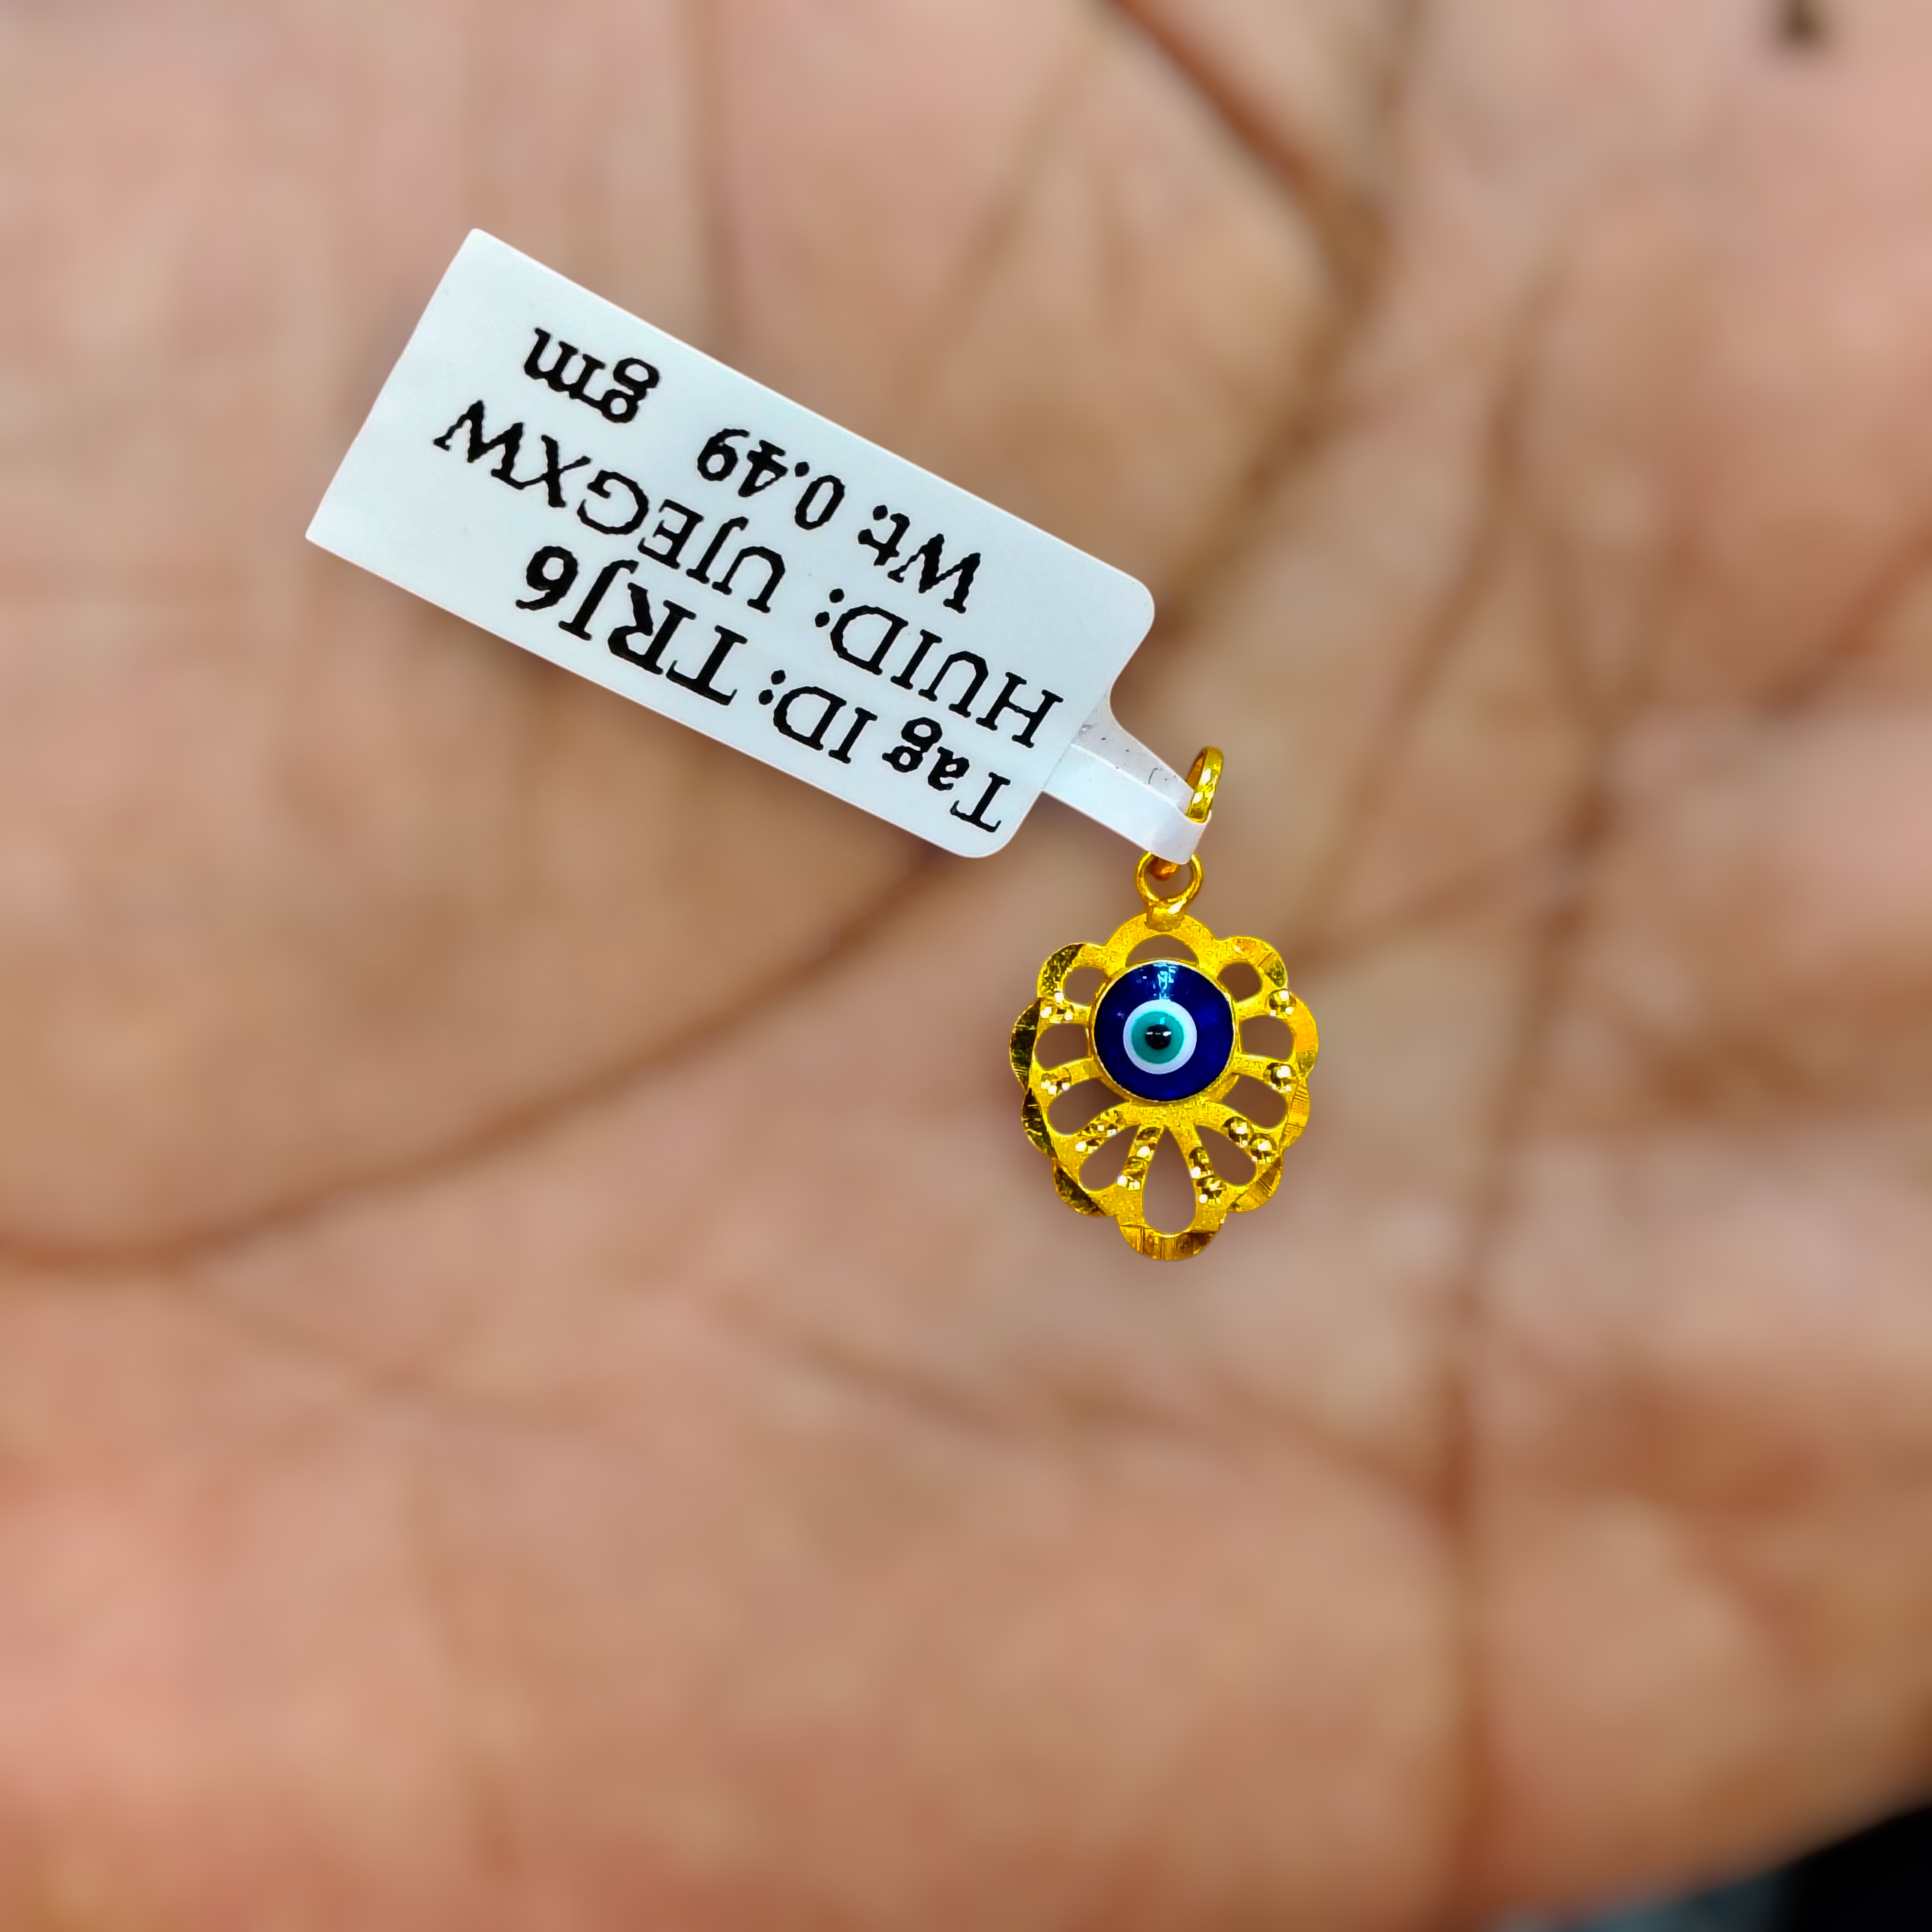 Tag ID: TRJ6
HUID: UJEGXW
Wt: 0.49 gm